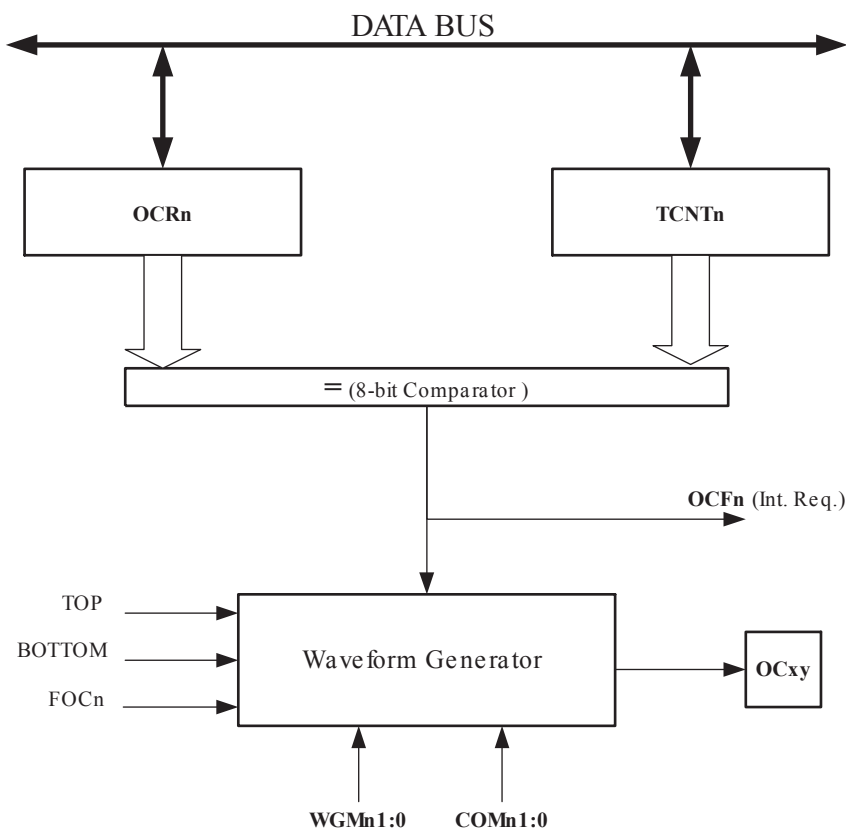 DATA BUS
OCRn
TCNTn
= (8-bit Comparator )
OCFn (Int. Req.)
TOP
BOTTOM
FOCn
Waveform Generator
OCxy
WGMn1:0
COMn1:0